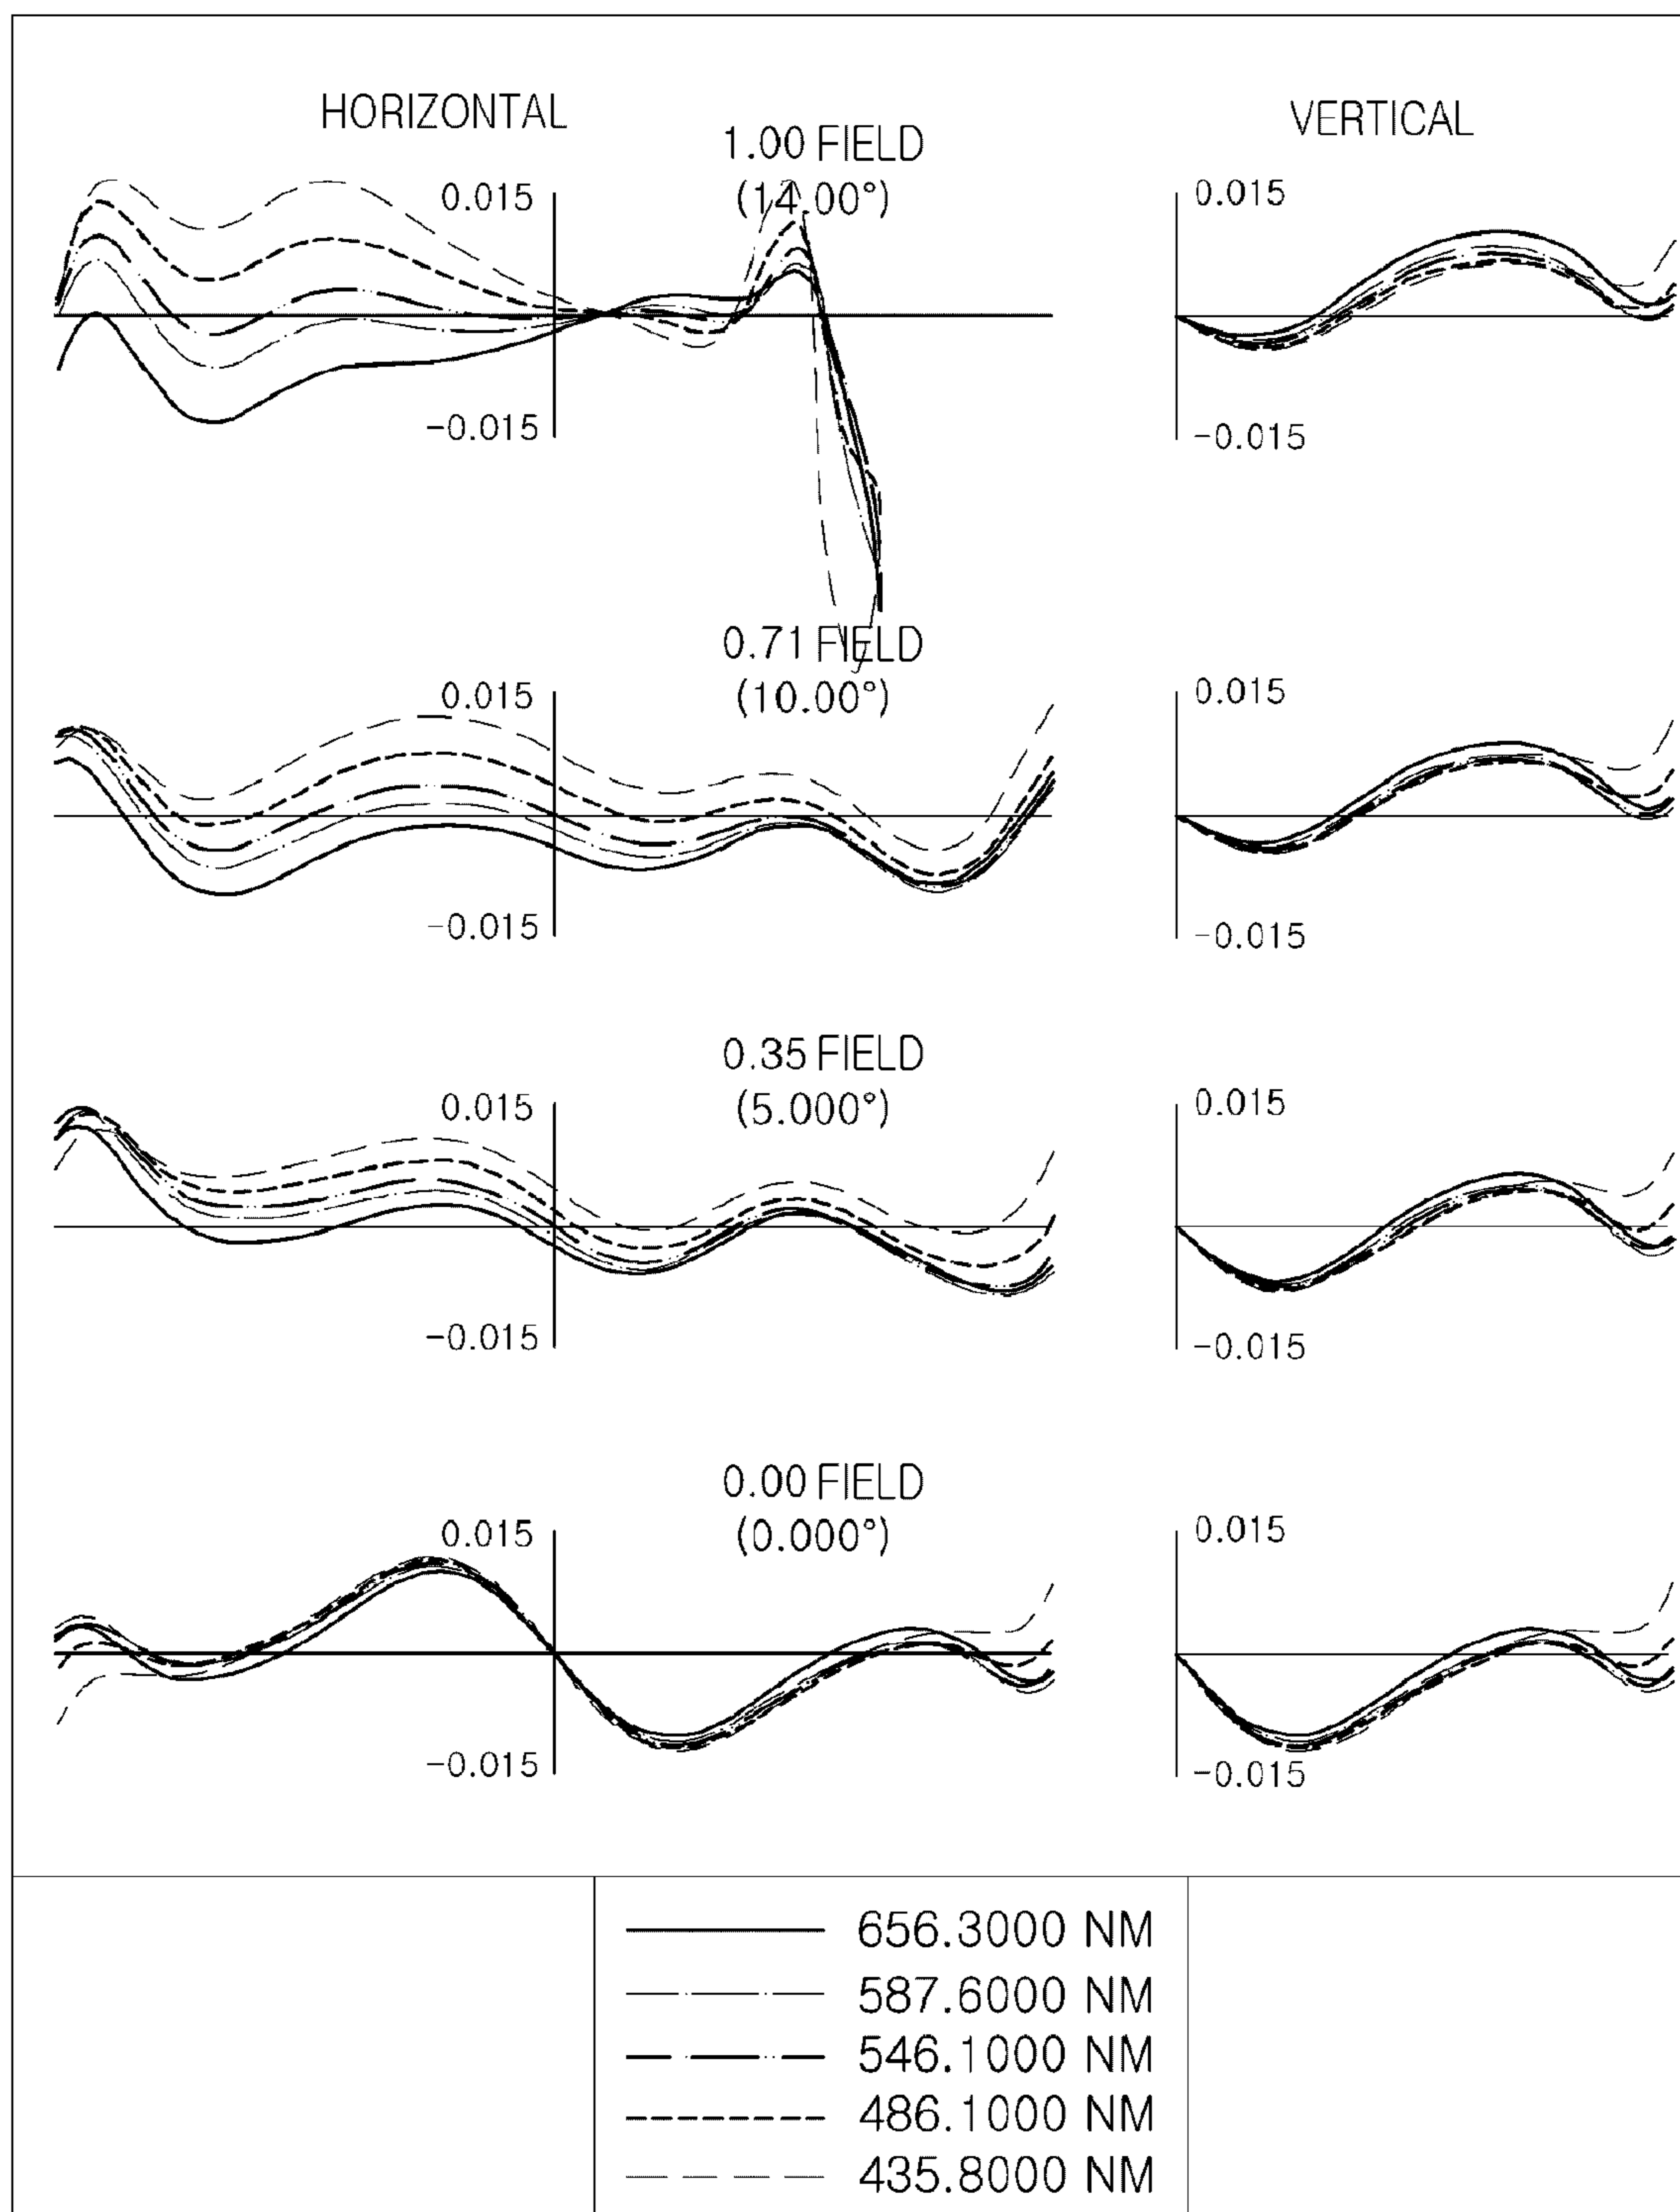 HORIZONTAL
VERTICAL
1.00 FIELD
(14.00°)
0.015
-0.015
0.015
-0.015
0.71 FIELD
(10.00°)
0.015
-0.015
0.015
-0.015
0.35 FIELD
(5.000°)
0.015
-0.015
0.015
-0.015
0.00 FIELD
(0.000°)
0.015
-0.015
0.015
-0.015
656.3000 NM
587.6000 NM
546.1000 NM
486.1000 NM
435.8000 NM